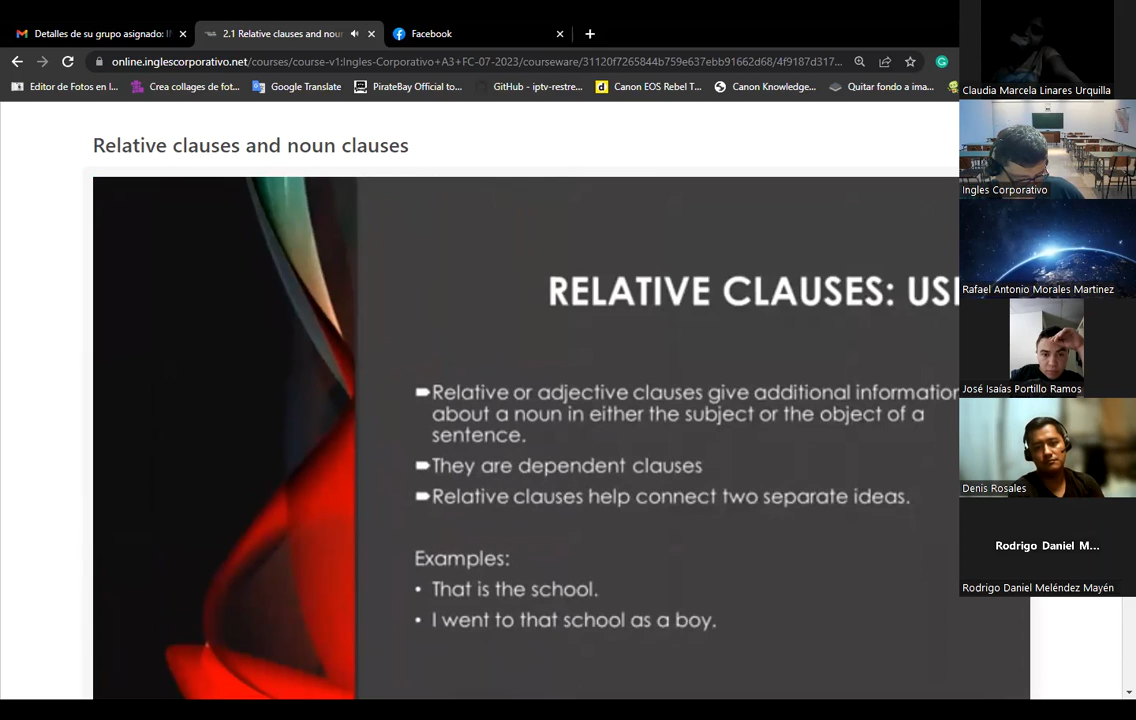 Detalles de su grupo asignado: I
2.1 Relative clauses and nou
Facebook
online.inglescorporativo.net/courses/course-v1:Ingles-Corporativo+A3+FC-07-2023/courseware/31120f7265844b759e637ebb91662d68/4f9187d317...
Editor de Fotos en l...
Crea collages de fot...
Google Translate
PirateBay Official to...
GitHub - iptv-restre...
Canon EOS Rebel T...
Canon Knowledge...
Quitar fondo a ima...
Relative clauses and noun clauses
RELATIVE CLAUSES: US
Relative or adjective clauses give additional information
about a noun in either the subject or the object of a
sentence.
They are dependent clauses
Relative clauses help connect two separate ideas.
Examples:
• That is the school.
• I went to that school as a boy.
Claudia Marcela Linares Urquilla
Ingles Corporativo
Rafael Antonio Morales Martinez
José Isaías Portillo Ramos
Denis Rosales
Rodrigo Daniel M...
Rodrigo Daniel Meléndez Mayén